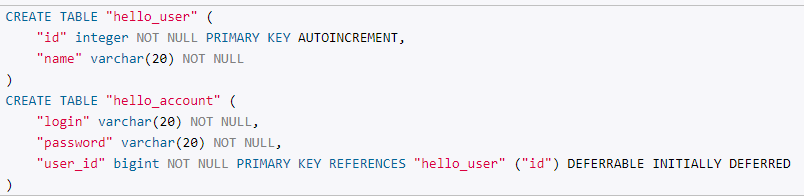 CREATE TABLE "hello_user" (
    "id" integer NOT NULL PRIMARY KEY AUTOINCREMENT,
    "name" varchar(20) NOT NULL
)
CREATE TABLE "hello_account" (
    "login" varchar(20) NOT NULL,
    "password" varchar(20) NOT NULL,
    "user_id" bigint NOT NULL PRIMARY KEY REFERENCES "hello_user" ("id") DEFERRABLE INITIALLY DEFERRED
)